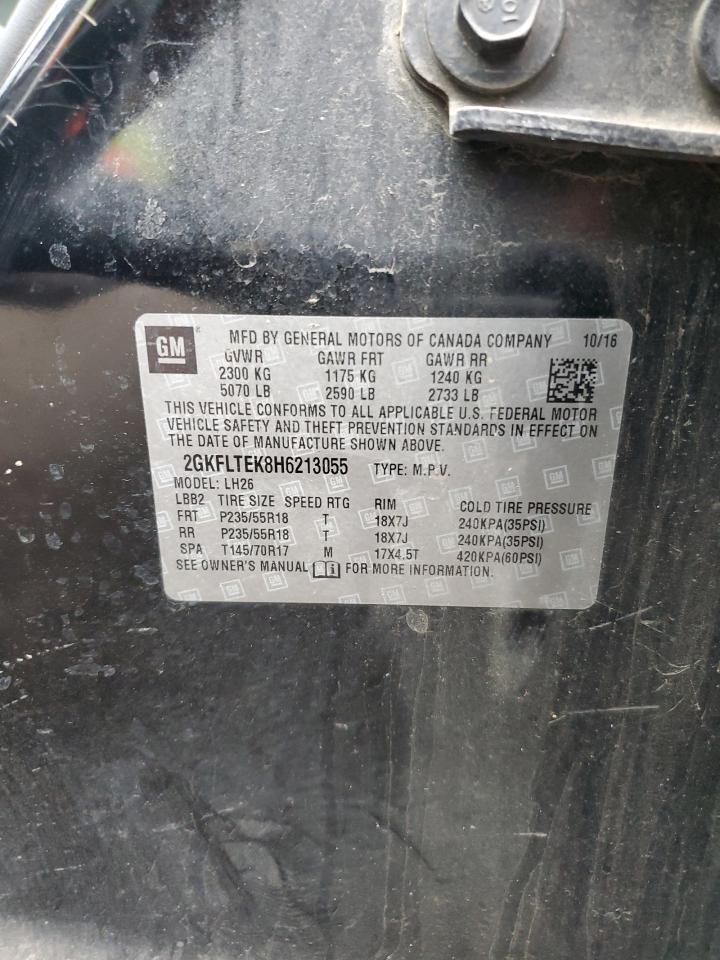 10
GM MFD BY GENERAL MOTORS OF CANADA COMPANY 10/16
GVWR GAWR FRT GAWR RR
2300 KG 1175 KG 1240 KG
5070 LB 2590 LB 2733 LB
THIS VEHICLE CONFORMS TO ALL APPLICABLE U.S. FEDERAL MOTOR
VEHICLE SAFETY AND THEFT PREVENTION STANDARDS IN EFFECT ON
THE DATE OF MANUFACTURE SHOWN ABOVE.
2GKFLTEK8H6213055 TYPE: M.P.V.
MODEL: LH26
LBB2 TIRE SIZE SPEED RTG RIM COLD TIRE PRESSURE
FRT P235/55R18 T 18X7J 240KPA(35PSI)
RR P235/55R18 T 18X7J 240KPA(35PSI)
SPA T145/70R17 M 17X4.5T 420KPA(60PSI)
SEE OWNER'S MANUAL FOR MORE INFORMATION.